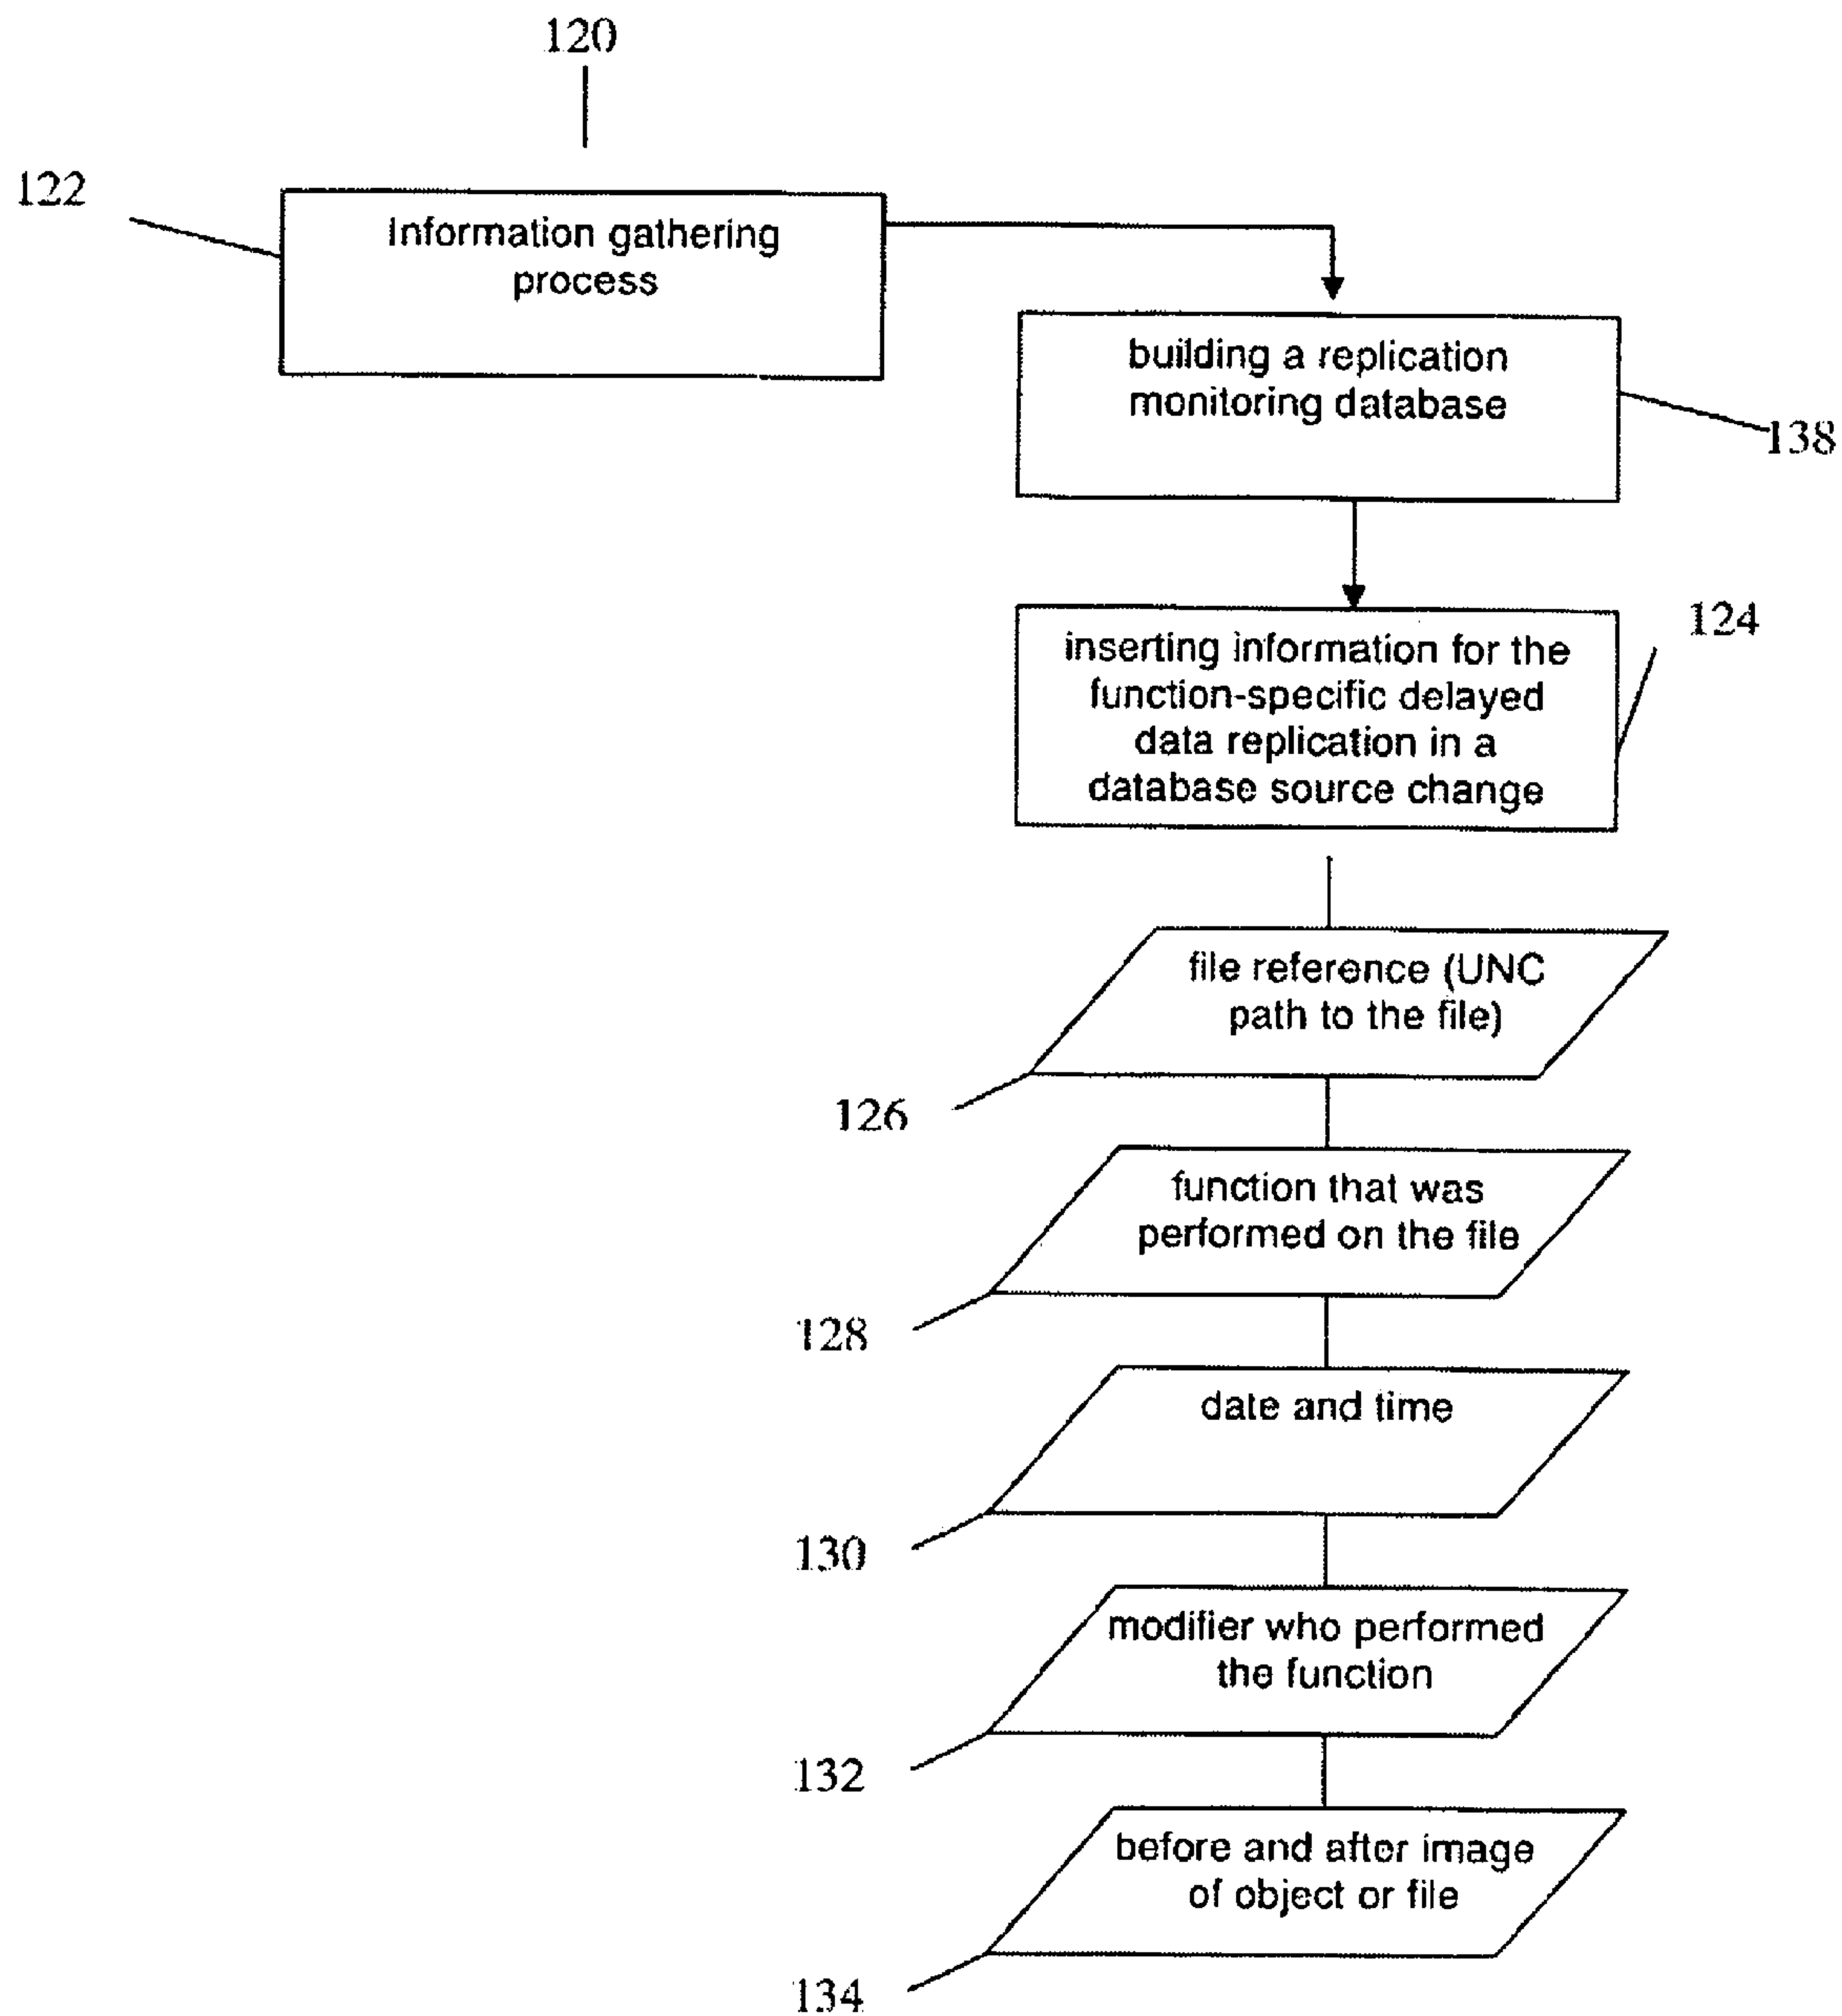 120
122
Information gathering
process
building a replication
monitoring database
138
124
inserting information for the
function-specific delayed
data replication in a
database source change
file reference (UNC
path to the file)
126
function that was
performed on the file
128
date and time
130
modifier who performed
the function
132
before and after image
of object or file
134